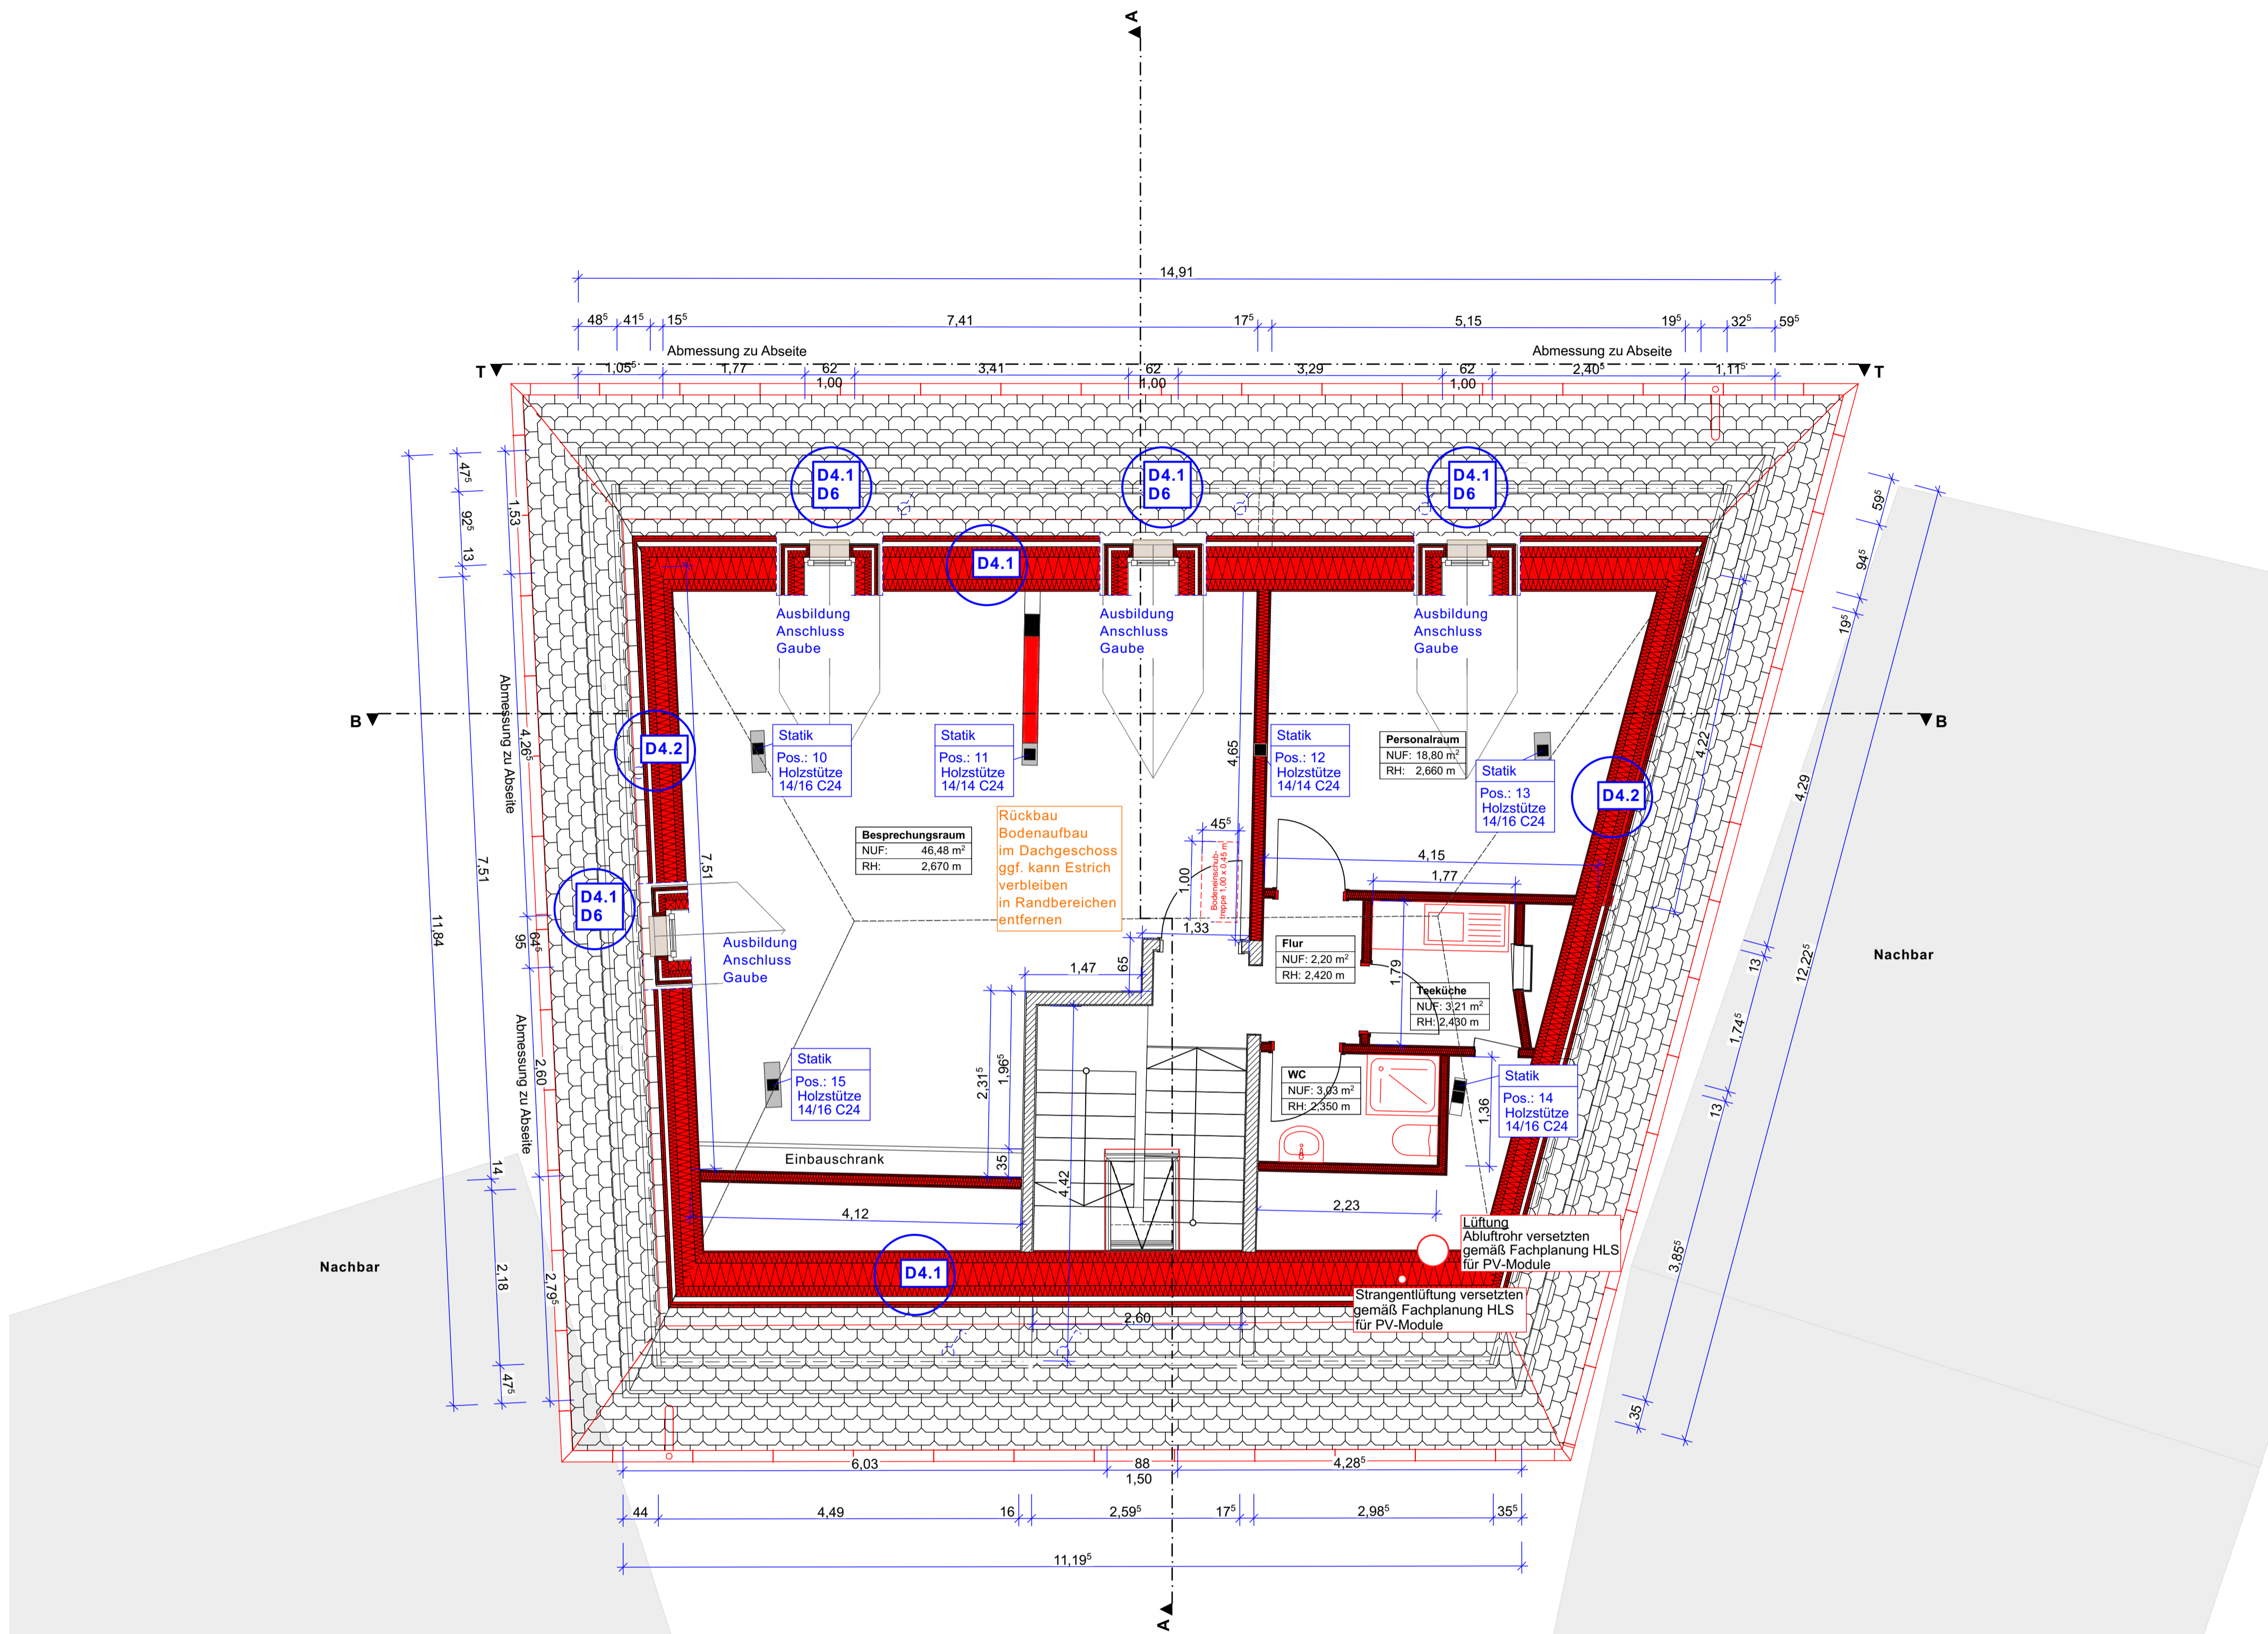 A
14,91
48⁵
41⁵
15⁵
7,41
17⁵
5,15
19⁵
32⁵
59⁵
Abmessung zu Abseite
Abmessung zu Abseite
T
T
1,05⁵
1,77
62
1,00
3,41
62
1,00
3,29
62
1,00
2,40⁵
1,11⁵
D4.1
D6
D4.1
D6
D4.1
D6
D4.1
47⁵
92⁵
13
1,53
59⁵
94⁵
19⁵
Ausbildung
Anschluss
Gaube
Ausbildung
Anschluss
Gaube
Ausbildung
Anschluss
Gaube
B
B
Abmessung zu Abseite
4,26⁵
D4.2
Statik
Pos.: 10
Holzstütze
14/16 C24
Statik
Pos.: 11
Holzstütze
14/14 C24
4,65
Statik
Pos.: 12
Holzstütze
14/14 C24
Personalraum
NUF: 18,80 m²
RH: 2,660 m
Statik
Pos.: 13
Holzstütze
14/16 C24
4,22
D4.2
4,29
7,51
7,51
11,84
Besprechungsraum
NUF: 46,48 m²
RH: 2,670 m
Rückbau
Bodenaufbau
im Dachgeschoss
ggf. kann Estrich
verbleiben
in Randbereichen
entfernen
45⁵
1,00
Bodeneinschub-
treppe 1,00 x 0,45 m
1,33
4,15
1,77
D4.1
D6
64⁵
95
Ausbildung
Anschluss
Gaube
1,47
65
Flur
NUF: 2,20 m²
RH: 2,420 m
1,79
Teeküche
NUF: 3,21 m²
RH: 2,430 m
13
12,22⁵
Nachbar
Abmessung zu Abseite
2,60
Statik
Pos.: 15
Holzstütze
14/16 C24
2,31⁵
1,96⁵
35
WC
NUF: 3,03 m²
RH: 2,350 m
1,36
Statik
Pos.: 14
Holzstütze
14/16 C24
1,74⁵
13
Einbauschrank
4,42
4,12
2,23
14
2,18
2,79⁵
47⁵
Nachbar
D4.1
Lüftung
Abluftrohr versetzten
gemäß Fachplanung HLS
für PV-Module
Strangentlüftung versetzten
gemäß Fachplanung HLS
für PV-Module
3,85⁵
35
2,60
6,03
88
1,50
4,28⁵
44
4,49
16
2,59⁵
17⁵
2,98⁵
35⁵
11,19⁵
A